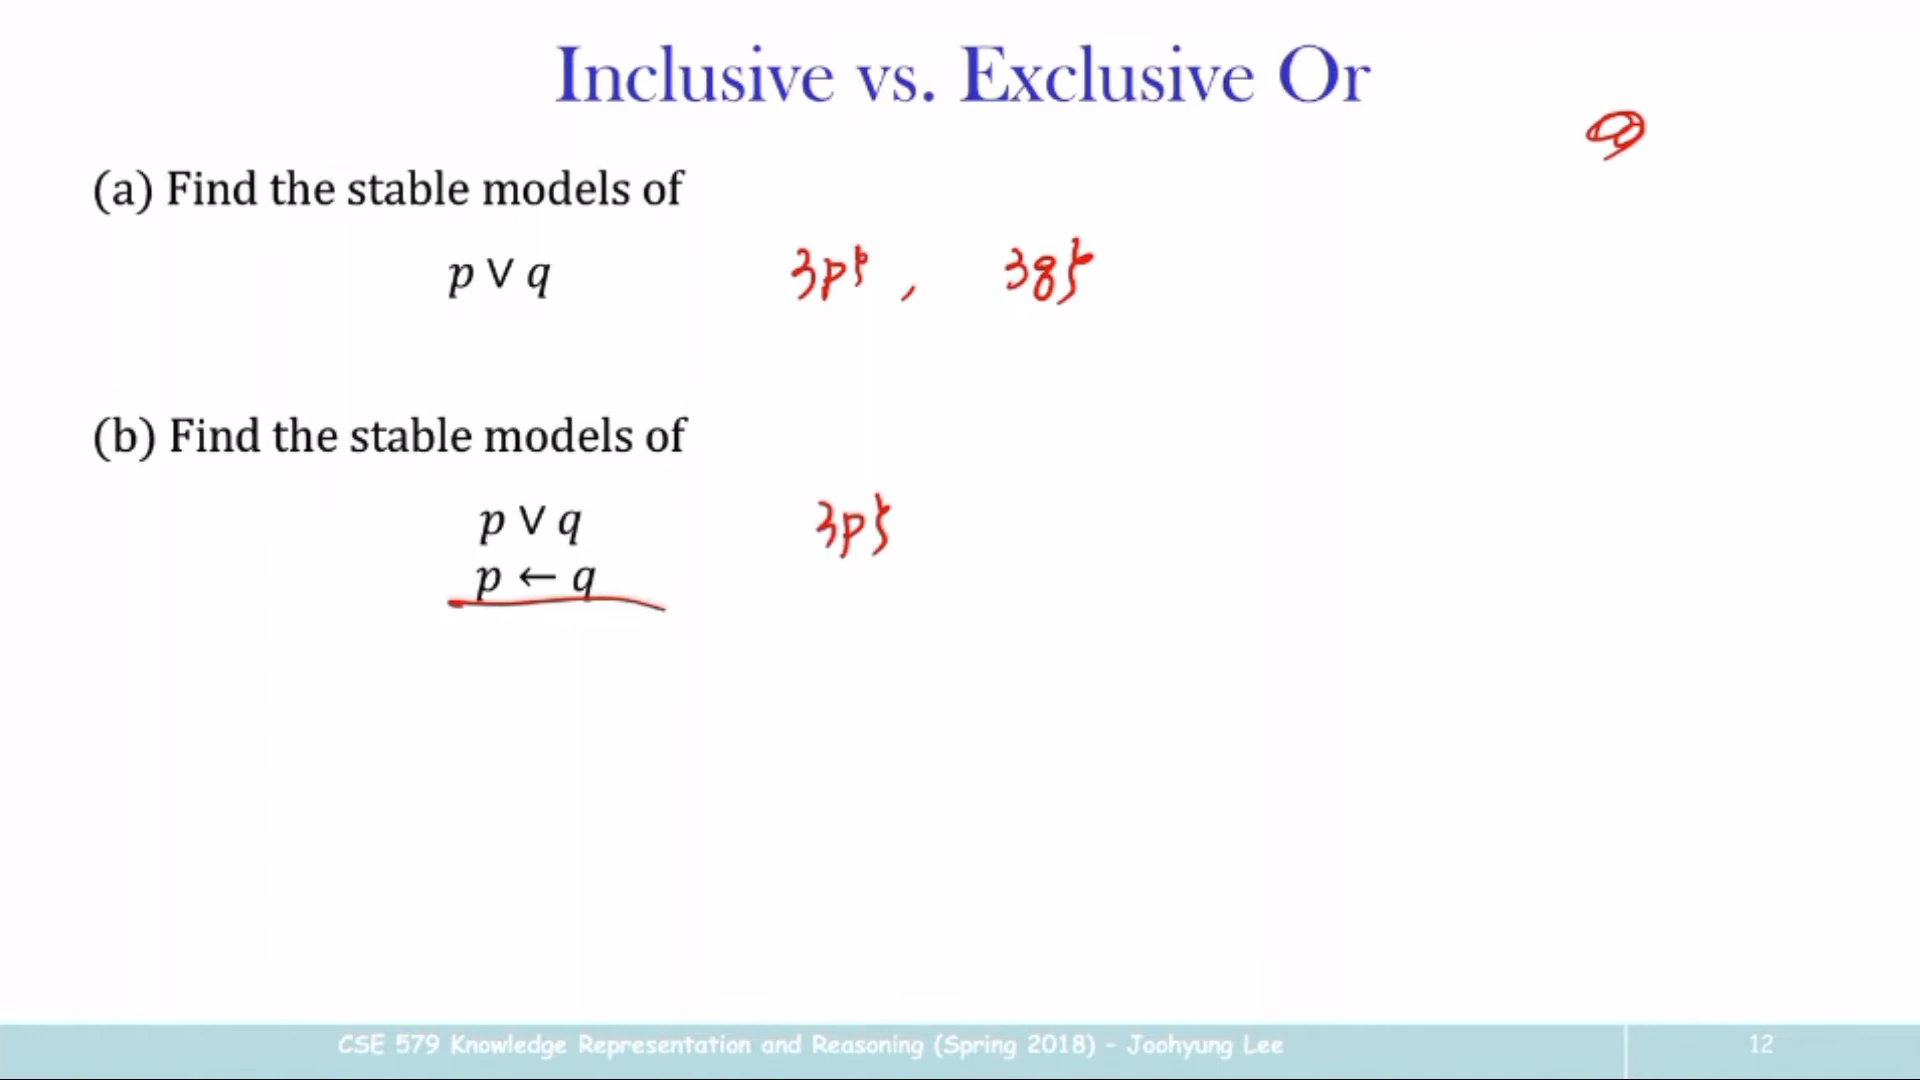 Inclusive vs. Exclusive Or
(a) Find the stable models of
p ∨ q {p}, {q}
(b) Find the stable models of
p ∨ q {p}
p ← q
CSE 579 Knowledge Representation and Reasoning (Spring 2018) - Joohyung Lee 12